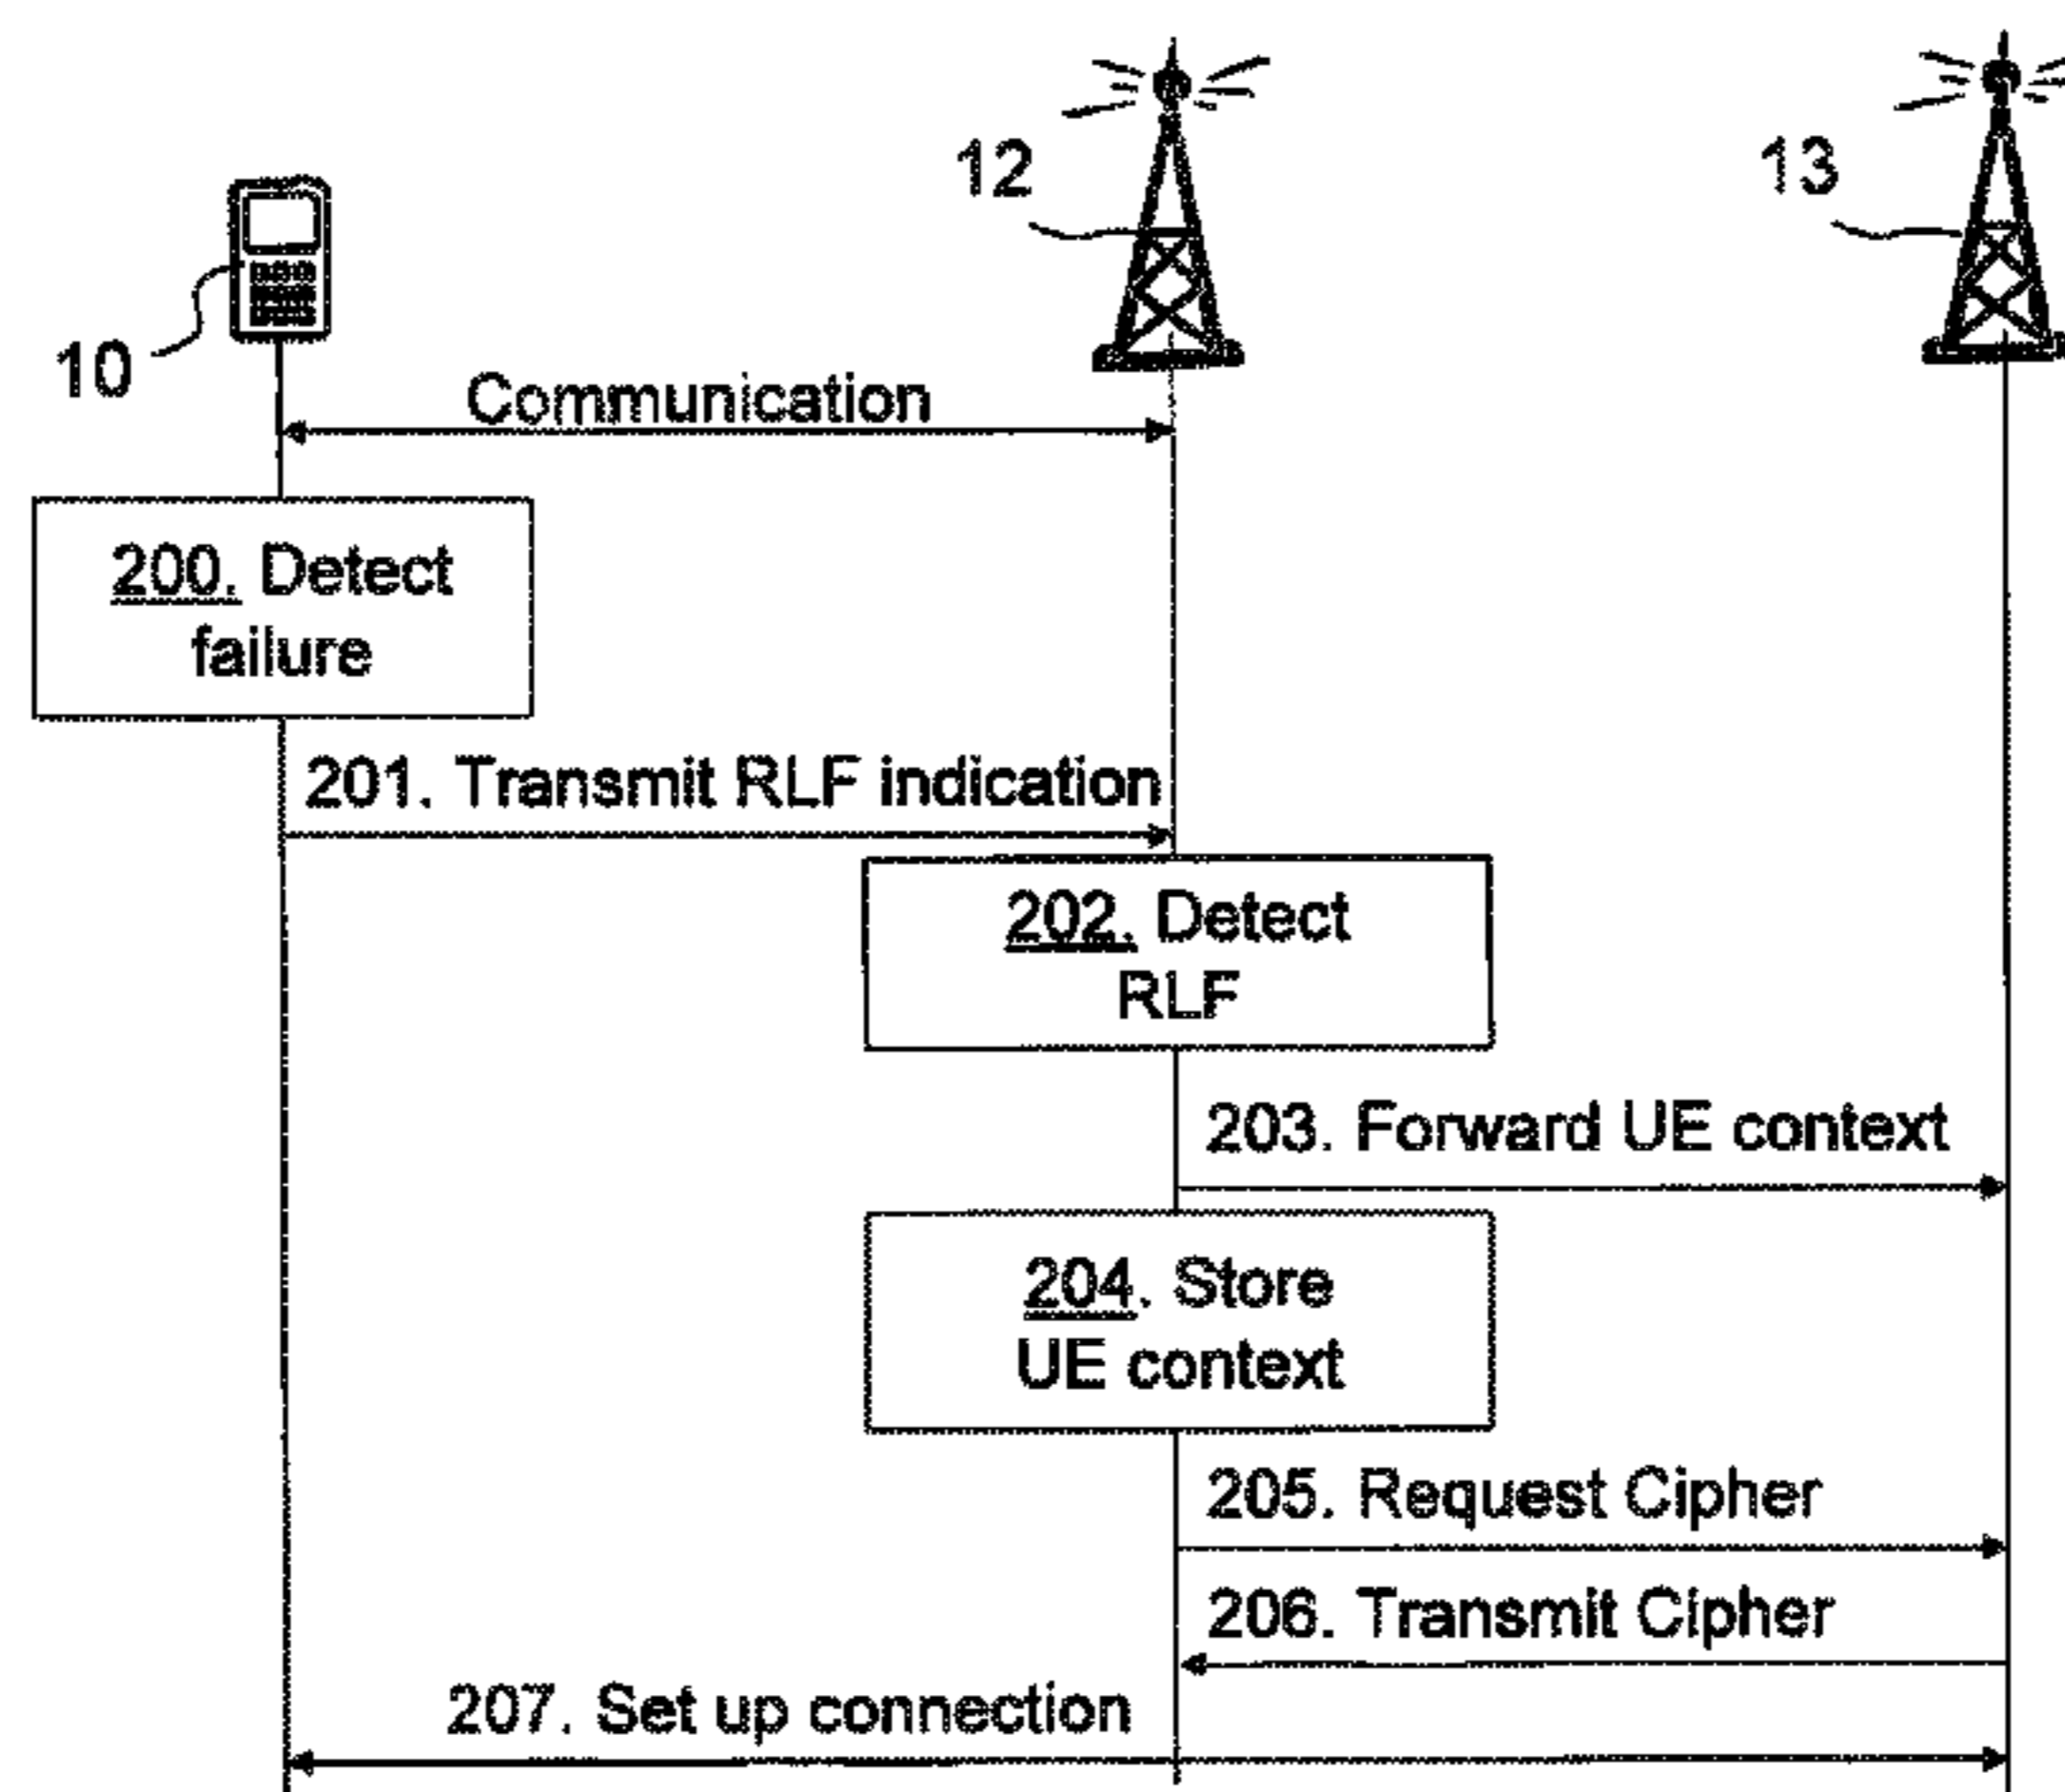 12
13
10
Communication
200. Detect
failure
201. Transmit RLF indication
202. Detect
RLF
203. Forward UE context
204. Store
UE context
205. Request Cipher
206. Transmit Cipher
207. Set up connection